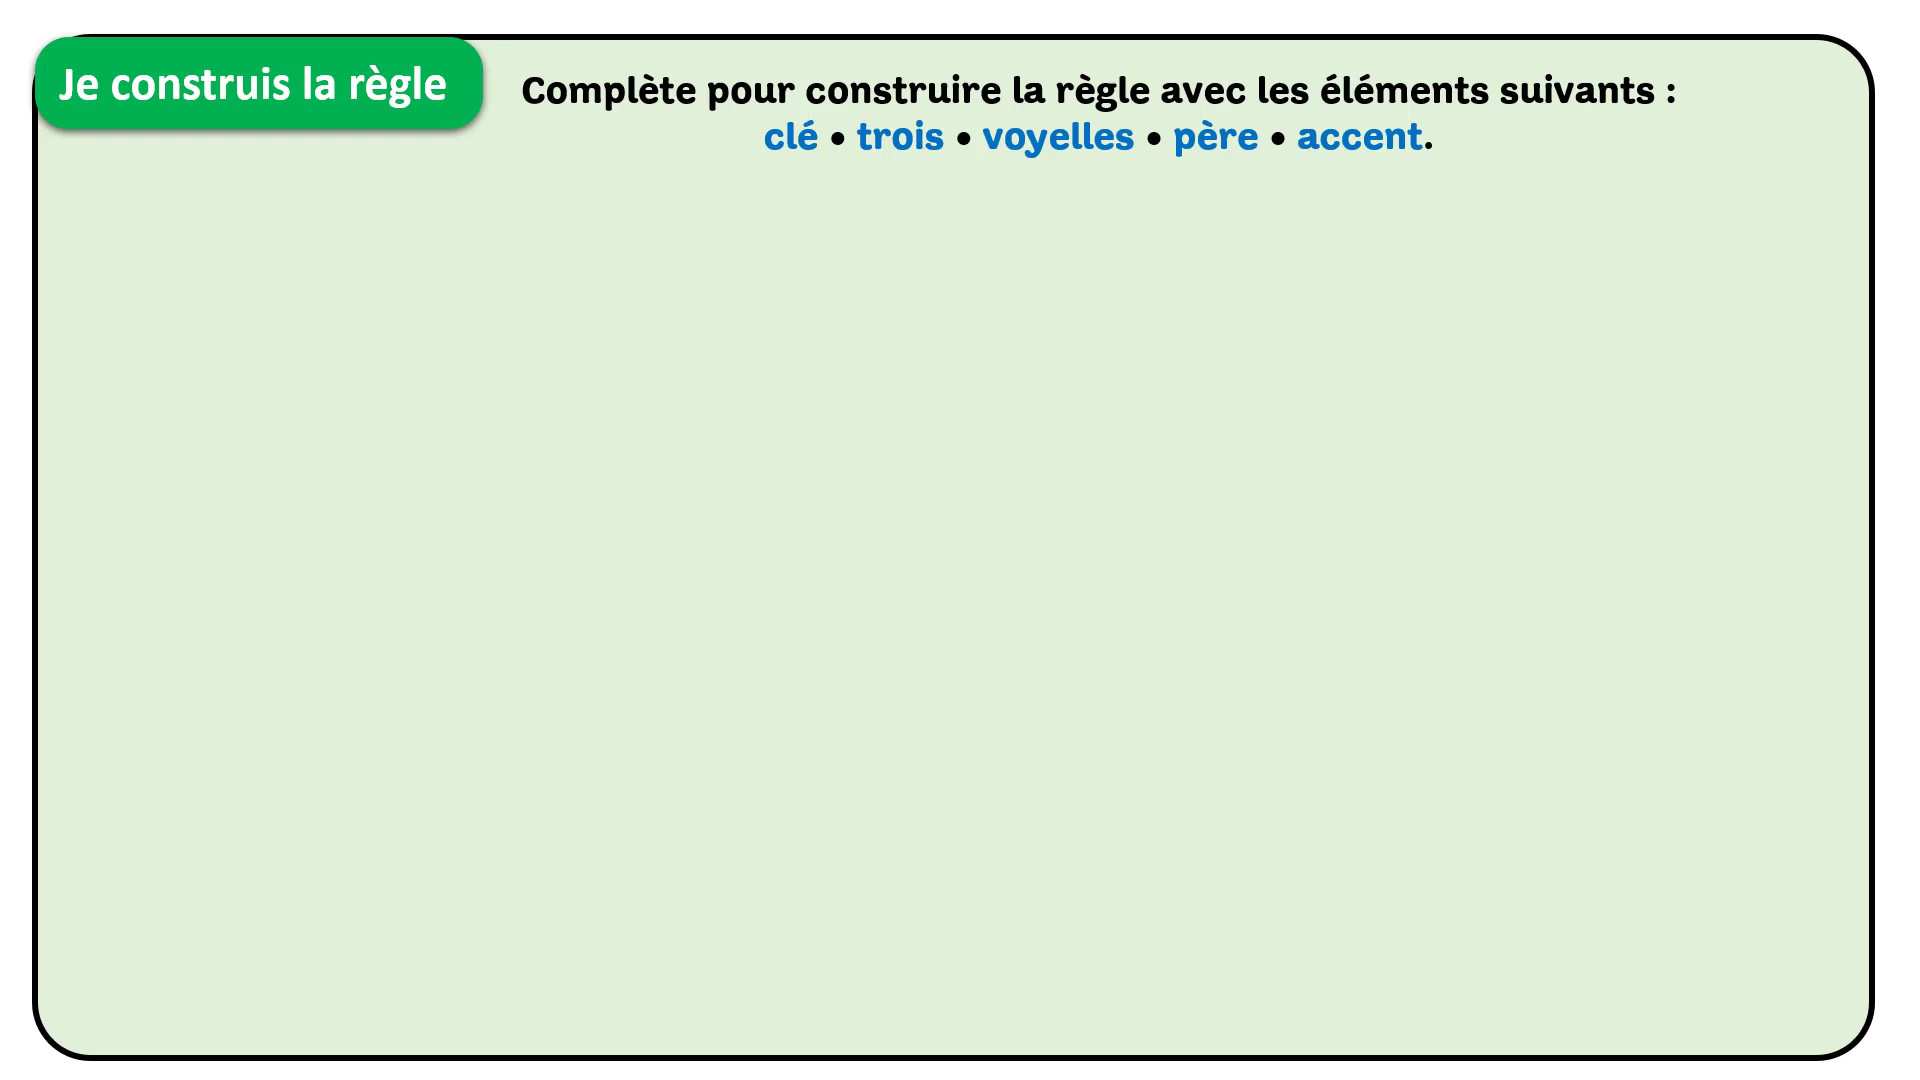 Je construis la règle
Complète pour construire la règle avec les éléments suivants :
clé • trois • voyelles • père • accent.